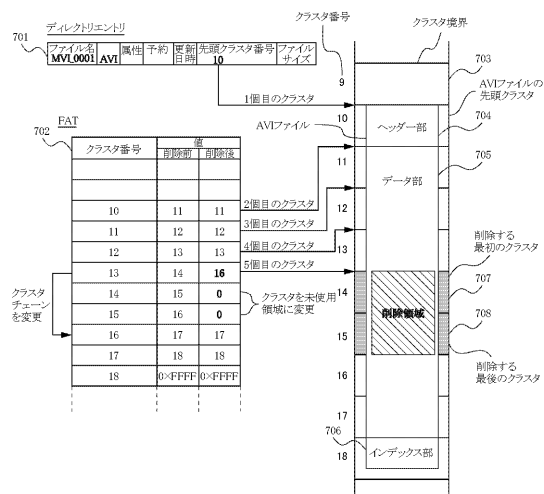 ディレクトリエントリ
701
ファイル名 属性 予約 更新日時 先頭クラスタ番号 ファイルサイズ
MVI_0001 AVI 10
クラスタ番号
クラスタ境界
703
9
1個目のクラスタ
AVIファイルの先頭クラスタ
FAT
702
クラスタ番号 値
削除前 削除後
10 11 11
11 12 12
12 13 13
13 14 16
14 15 0
15 16 0
16 17 17
17 18 18
18 0×FFFF 0×FFFF
クラスタチェーンを変更
2個目のクラスタ
3個目のクラスタ
4個目のクラスタ
5個目のクラスタ
クラスタを未使用領域に変更
AVIファイル
10
ヘッダー部
704
11
705
データ部
12
13
削除する最初のクラスタ
14
707
削除領域
708
15
削除する最後のクラスタ
16
17
706
インデックス部
18